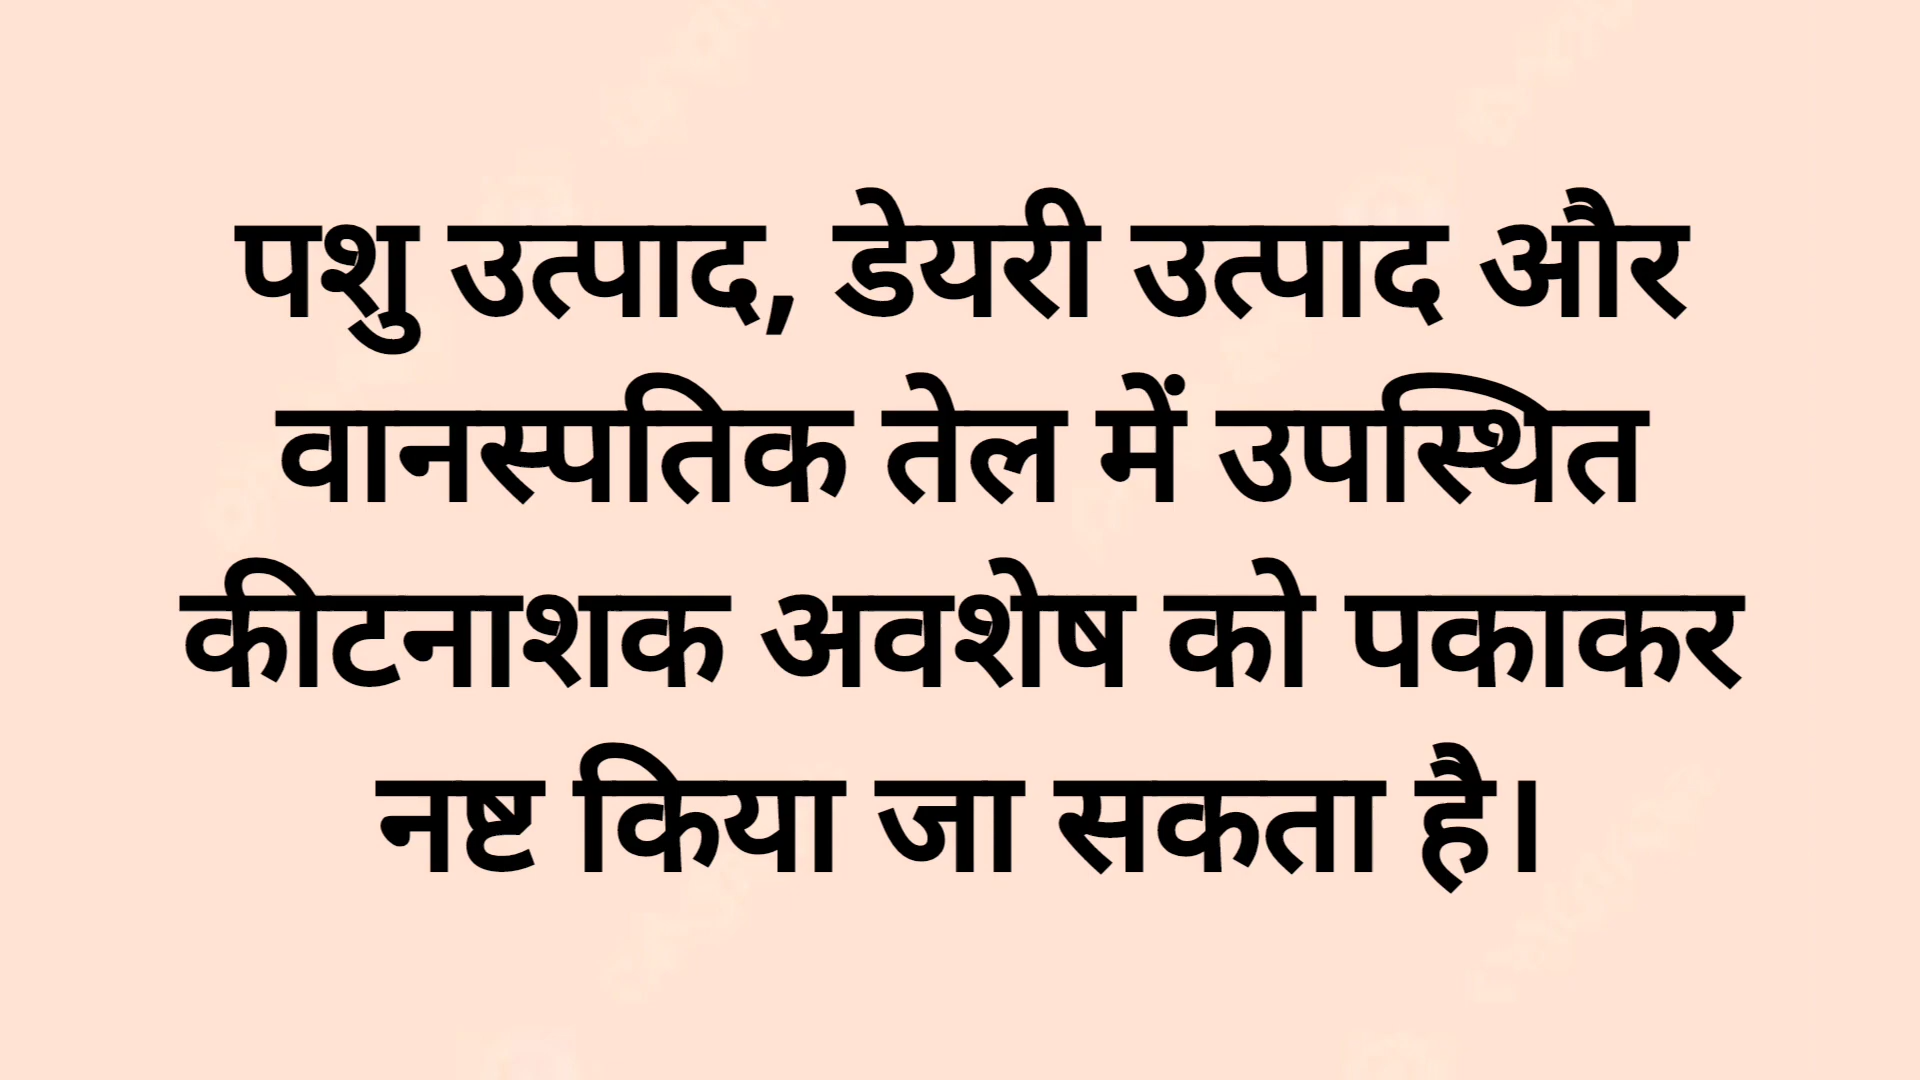 पशु उत्पाद, डेयरी उत्पाद और
वानस्पतिक तेल में उपस्थित
कीटनाशक अवशेष को पकाकर
नष्ट किया जा सकता है।